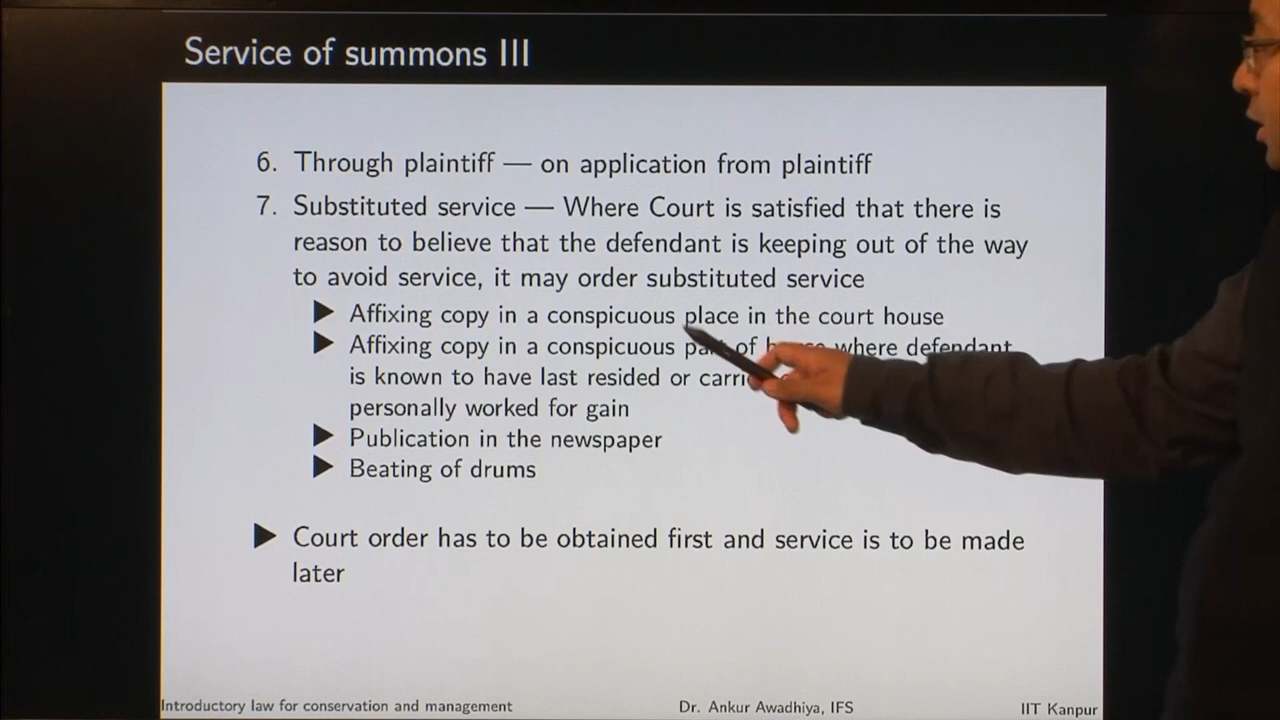 Service of summons III
6. Through plaintiff — on application from plaintiff
7. Substituted service — Where Court is satisfied that there is
reason to believe that the defendant is keeping out of the way
to avoid service, it may order substituted service
▶ Affixing copy in a conspicuous place in the court house
▶ Affixing copy in a conspicuous of where defendant
is known to have last resided or
personally worked for gain
▶ Publication in the newspaper
▶ Beating of drums
▶ Court order has to be obtained first and service is to be made
later
Introductory law for conservation and management Dr. Ankur Awadhiya, IFS IIT Kanpur